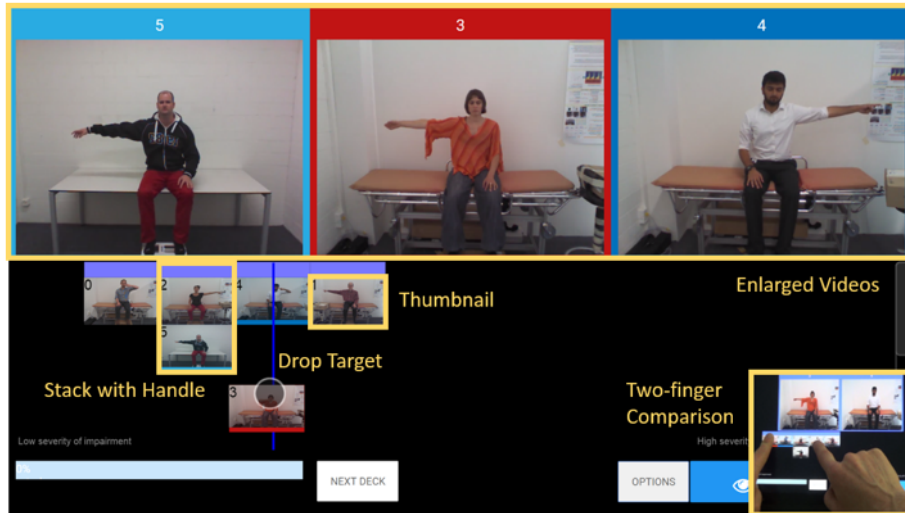 5
3
4
0
2
4
1
Thumbnail
Enlarged Videos
5
Drop Target
Stack with Handle
3
Two-finger
Comparison
Low severity of impairment
High severity
0%
NEXT DECK
OPTIONS